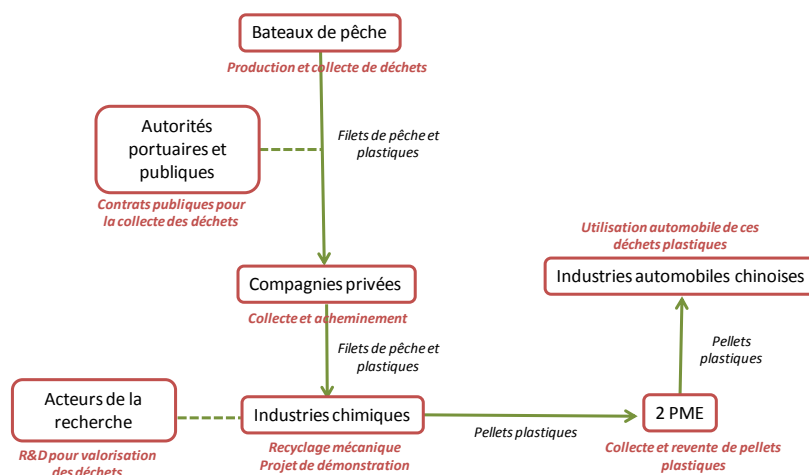 Bateaux de pêche
Production et collecte de déchets
Autorités
portuaires et
publiques
Filets de pêche et
plastiques
Contrats publiques pour
la collecte des déchets
Utilisation automobile de ces
déchets plastiques
Industries automobiles chinoises
Compagnies privées
Collecte et acheminement
Filets de pêche et
plastiques
Pellets
plastiques
Acteurs de la
recherche
Industries chimiques
2 PME
Pellets plastiques
R&D pour valorisation
des déchets
Recyclage mécanique
Projet de démonstration
Collecte et revente de pellets
plastiques